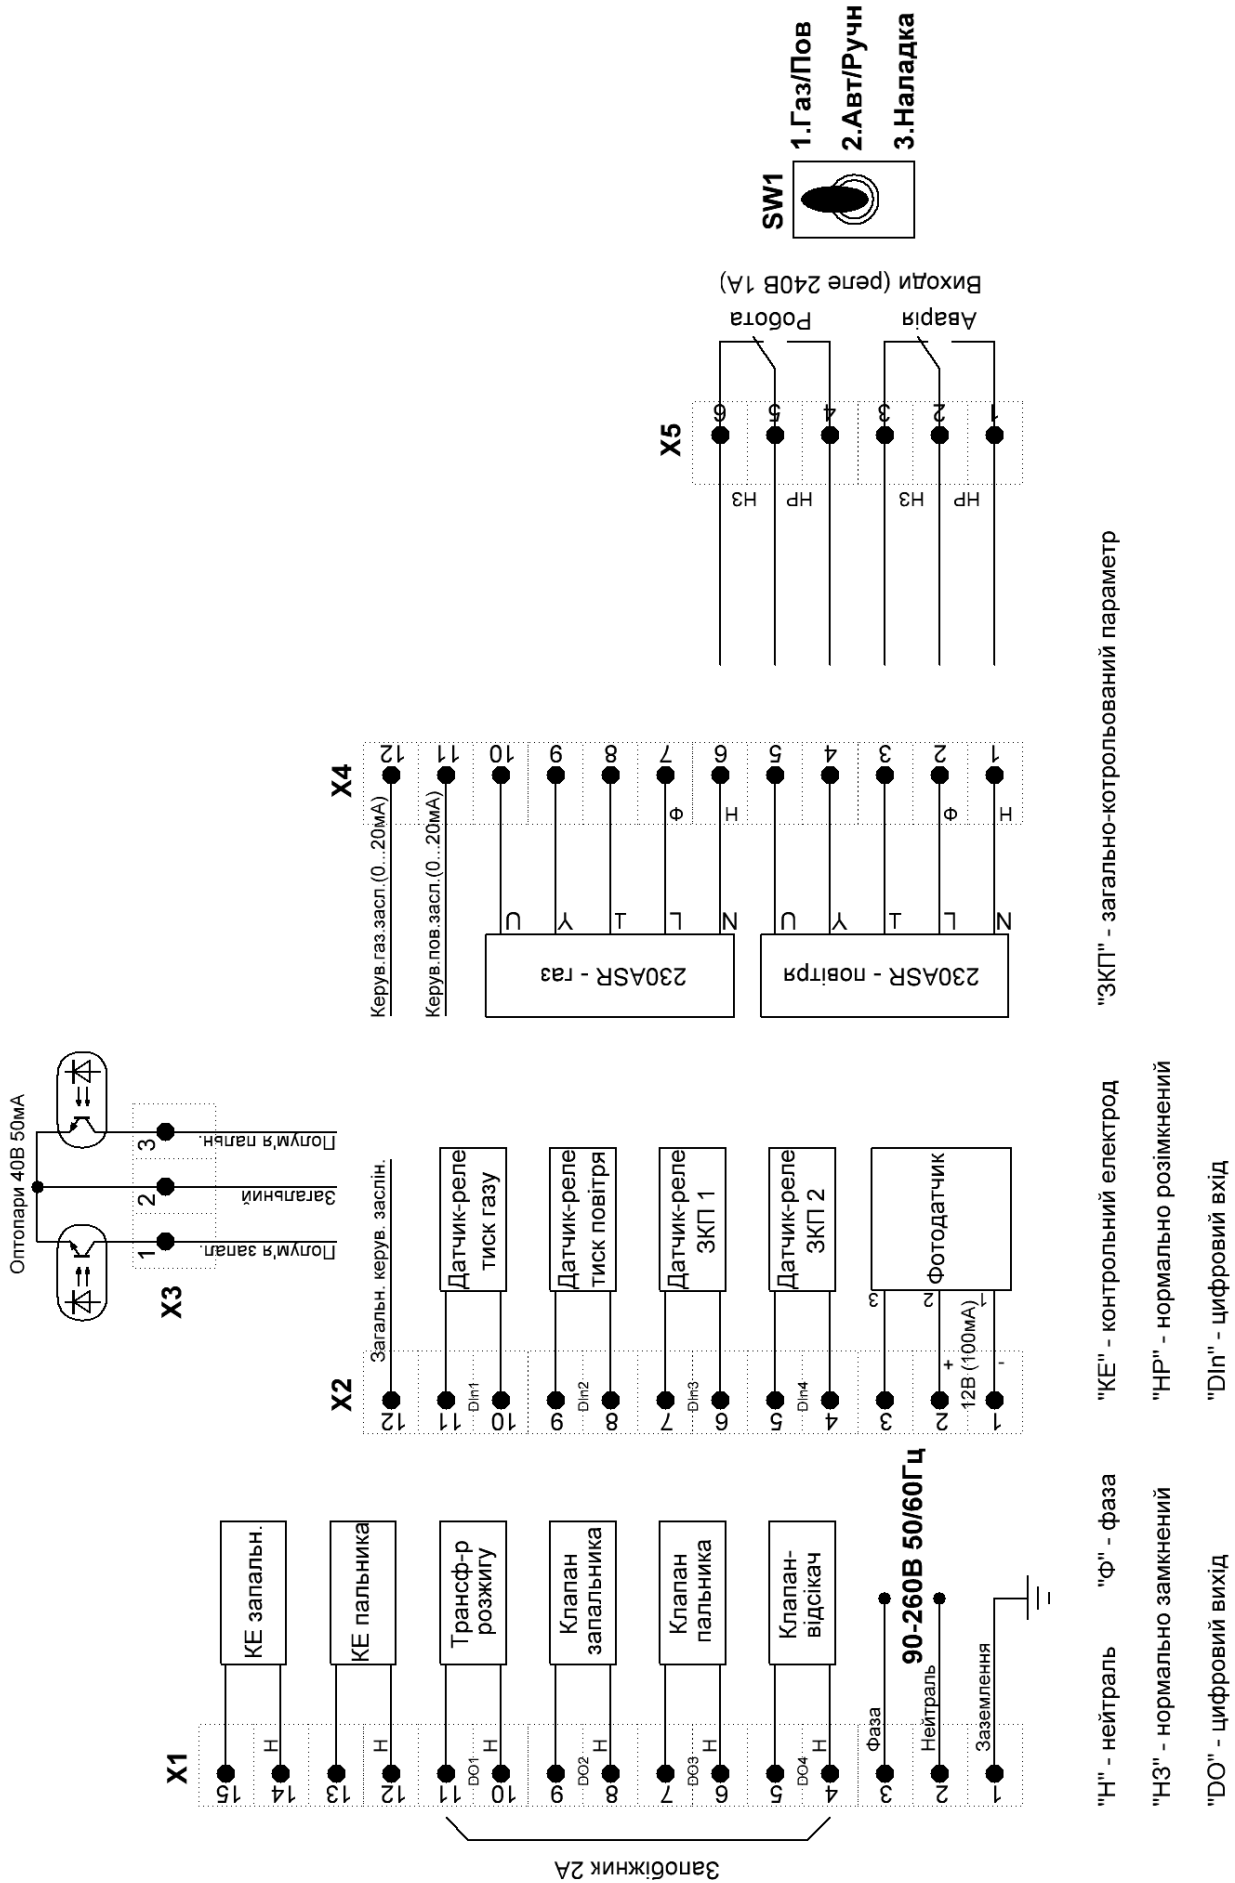 X1
15
14
13
12
11
10
9
8
7
6
5
4
3
2
1
Н
Н
DO1
Н
DO2
Н
DO3
Н
DO4
Н
КЕ запальн.
КЕ пальника
Трансф-р
розжигу
Клапан
запальника
Клапан
пальника
Клапан-
відсікач
Фаза
Нейтраль
Заземлення
90-260В 50/60Гц
Запобіжник 2А
X2
12
11
10
9
8
7
6
5
4
3
2
1
DIn1
DIn2
DIn3
DIn4
Загальн. керув. заслін.
Датчик-реле
тиск газу
Датчик-реле
тиск повітря
Датчик-реле
ЗКП 1
Датчик-реле
ЗКП 2
Фотодатчик
3
2
1
+
12В (100мА)
-
Оптопари 40В 50мА
X3
1
2
3
Полум'я запал.
Загальний
Полум'я пальн.
X4
12
11
10
9
8
7
6
5
4
3
2
1
Керув.газ.засл.(0...20мА)
Керув.пов.засл.(0...20мА)
Ф
Н
Ф
Н
U
Y
⊥
L
N
U
Y
⊥
L
N
230ASR - газ
230ASR - повітря
X5
6
5
4
3
2
1
НЗ
НР
НЗ
НР
Робота
Аварія
Виходи (реле 240В 1А)
SW1
1.Газ/Пов
2.Авт/Ручн
3.Наладка
"Н" - нейтраль
"Ф" - фаза
"КЕ" - контрольний електрод
"ЗКП" - загально-котрольований параметр
"НЗ" - нормально замкнений
"НР" - нормально розімкнений
"DO" - цифровий вихід
"DIn" - цифровий вхід